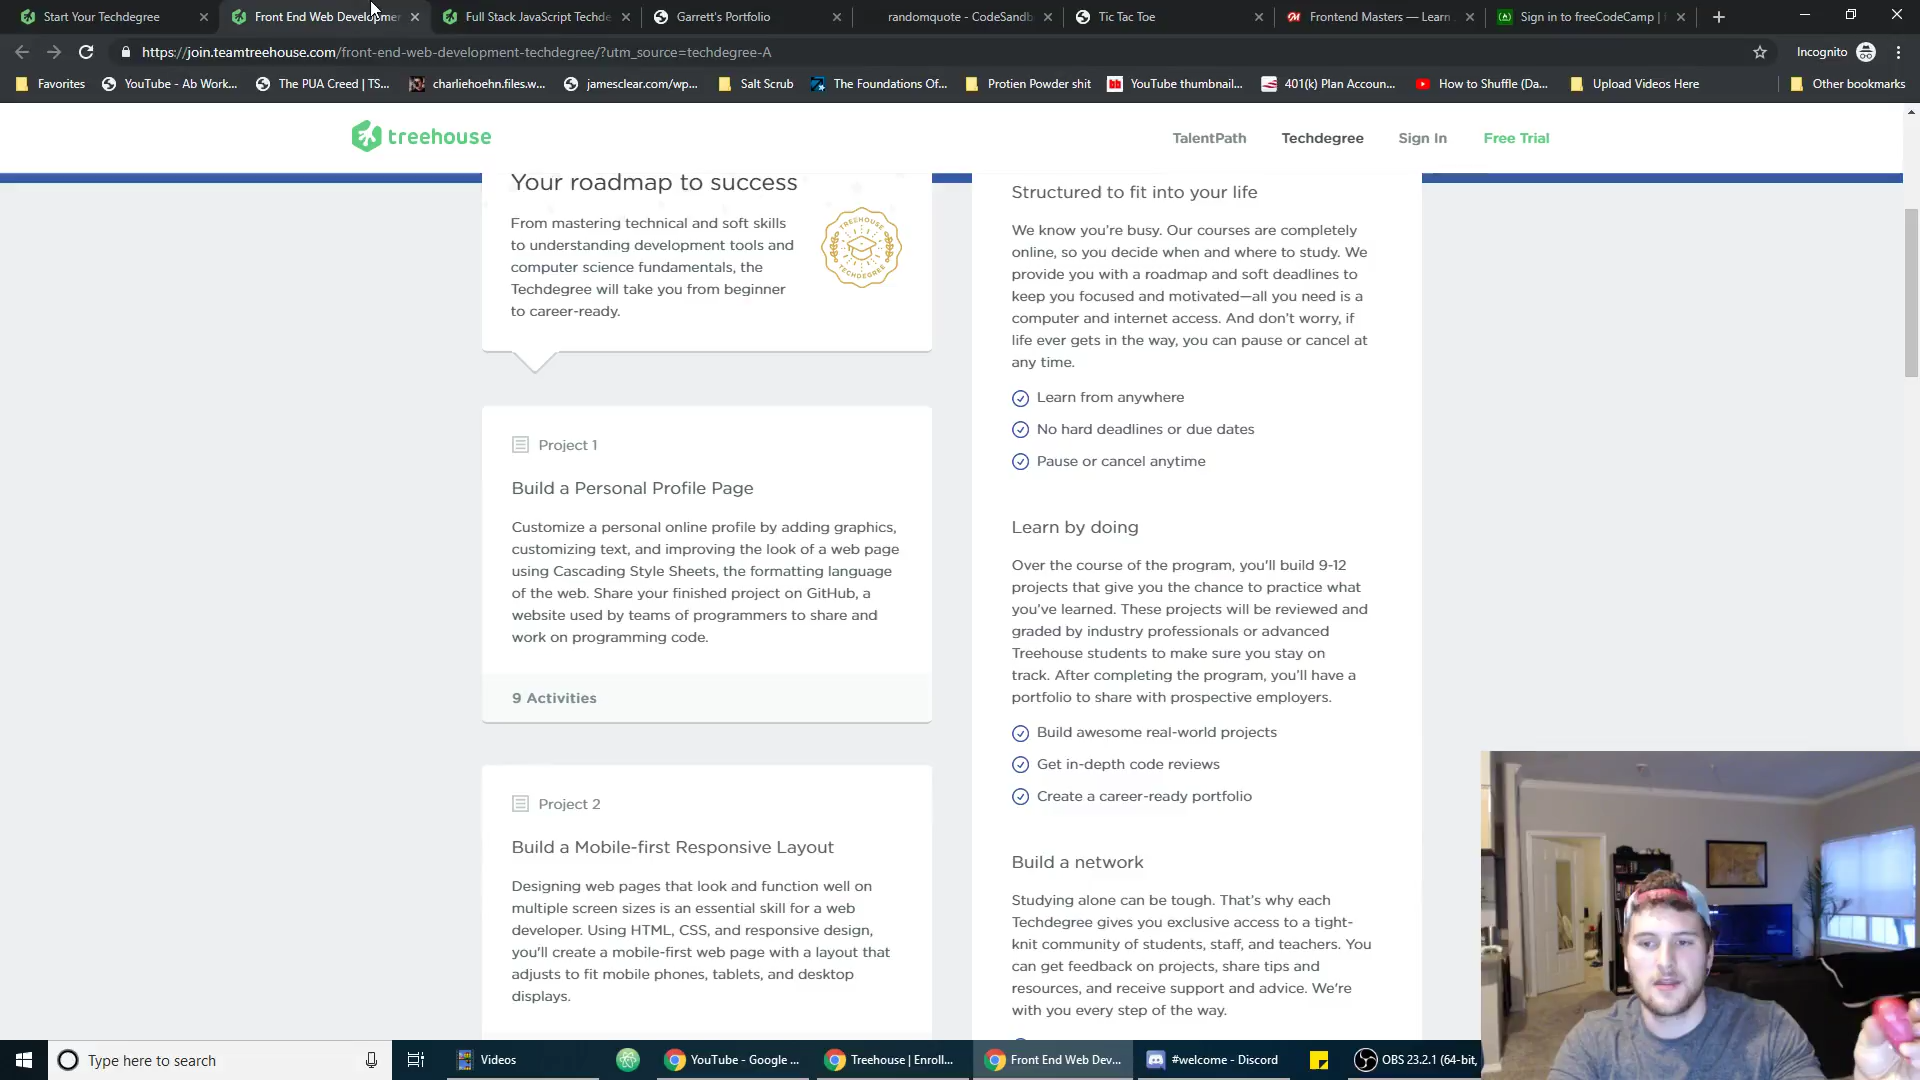 Start Your Techdegree
Front End Web Developmen
Full Stack JavaScript Techde
Garrett's Portfolio
randomquote - CodeSandb
Tic Tac Toe
Frontend Masters — Learn
Sign in to freeCodeCamp |
https://join.teamtreehouse.com/front-end-web-development-techdegree/?utm_source=techdegree-A
Incognito
Favorites
YouTube - Ab Work...
The PUA Creed | TS...
charliehoehn.files.w...
jamesclear.com/wp...
Salt Scrub
The Foundations Of...
Protien Powder shit
YouTube thumbnail...
401(k) Plan Accoun...
How to Shuffle (Da...
Upload Videos Here
Other bookmarks
treehouse
TalentPath
Techdegree
Sign In
Free Trial
Your roadmap to success
From mastering technical and soft skills
to understanding development tools and
computer science fundamentals, the
Techdegree will take you from beginner
to career-ready.
TREEHOUSE
TECHDEGREE
Project 1
Build a Personal Profile Page
Customize a personal online profile by adding graphics,
customizing text, and improving the look of a web page
using Cascading Style Sheets, the formatting language
of the web. Share your finished project on GitHub, a
website used by teams of programmers to share and
work on programming code.
9 Activities
Project 2
Build a Mobile-first Responsive Layout
Designing web pages that look and function well on
multiple screen sizes is an essential skill for a web
developer. Using HTML, CSS, and responsive design,
you'll create a mobile-first web page with a layout that
adjusts to fit mobile phones, tablets, and desktop
displays.
Structured to fit into your life
We know you're busy. Our courses are completely
online, so you decide when and where to study. We
provide you with a roadmap and soft deadlines to
keep you focused and motivated—all you need is a
computer and internet access. And don't worry, if
life ever gets in the way, you can pause or cancel at
any time.
Learn from anywhere
No hard deadlines or due dates
Pause or cancel anytime
Learn by doing
Over the course of the program, you'll build 9-12
projects that give you the chance to practice what
you've learned. These projects will be reviewed and
graded by industry professionals or advanced
Treehouse students to make sure you stay on
track. After completing the program, you'll have a
portfolio to share with prospective employers.
Build awesome real-world projects
Get in-depth code reviews
Create a career-ready portfolio
Build a network
Studying alone can be tough. That's why each
Techdegree gives you exclusive access to a tight-
knit community of students, staff, and teachers. You
can get feedback on projects, share tips and
resources, and receive support and advice. We're
with you every step of the way.
Type here to search
Videos
YouTube - Google ...
Treehouse | Enroll...
Front End Web Dev...
#welcome - Discord
OBS 23.2.1 (64-bit,